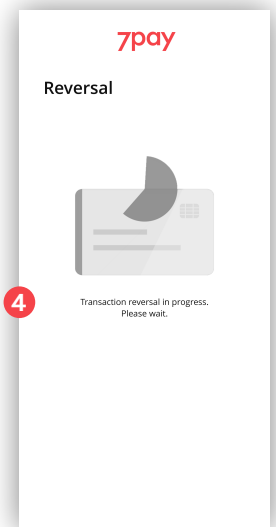 7pay
Reversal
4
Transaction reversal in progress.
Please wait.